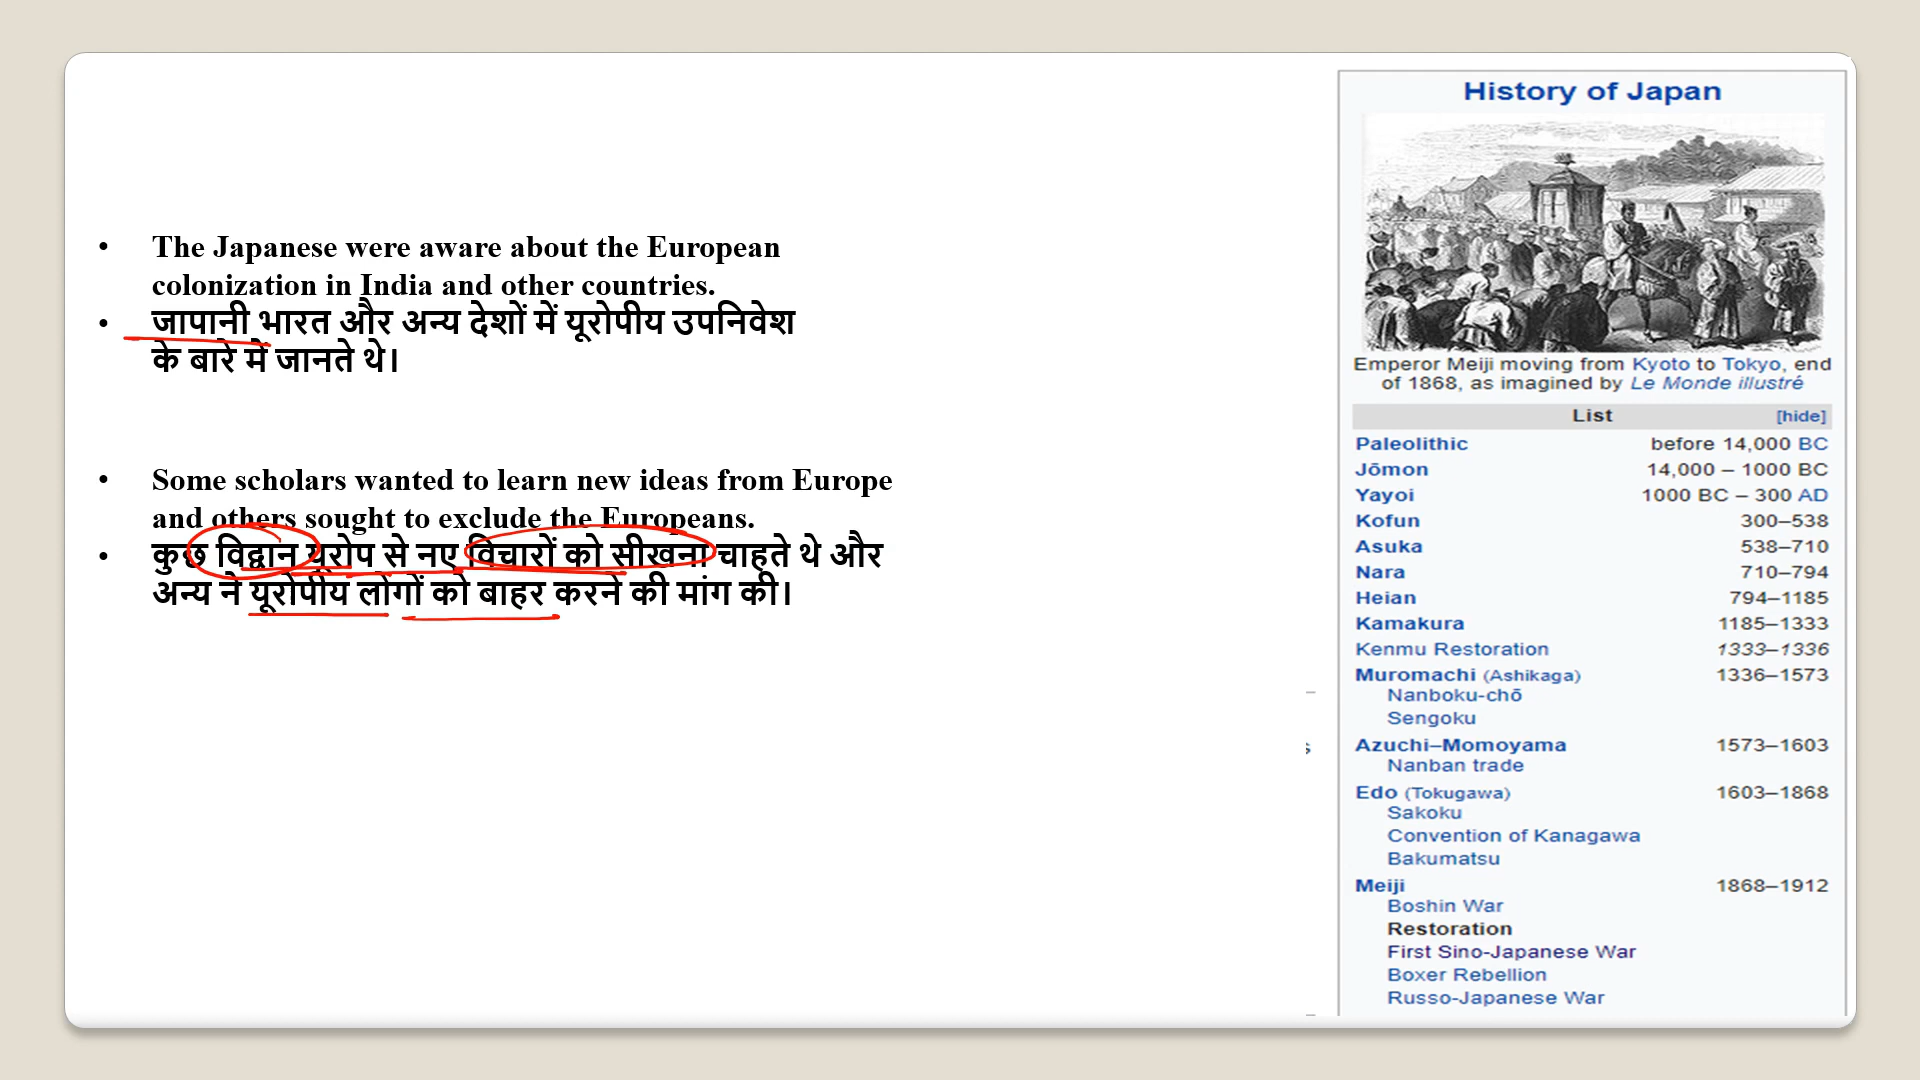 • The Japanese were aware about the European
colonization in India and other countries.
• जापानी भारत और अन्य देशों में यूरोपीय उपनिवेश
के बारे में जानते थे।
• Some scholars wanted to learn new ideas from Europe
and others sought to exclude the Europeans.
• कुछ विद्वान यूरोप से नए विचारों को सीखना चाहते थे और
अन्य ने यूरोपीय लोगों को बाहर करने की मांग की।
History of Japan
Emperor Meiji moving from Kyoto to Tokyo, end
of 1868, as imagined by Le Monde illustré
List [hide]
Paleolithic before 14,000 BC
Jōmon 14,000 – 1000 BC
Yayoi 1000 BC – 300 AD
Kofun 300–538
Asuka 538–710
Nara 710–794
Heian 794–1185
Kamakura 1185–1333
Kenmu Restoration 1333–1336
Muromachi (Ashikaga) 1336–1573
Nanboku-chō
Sengoku
Azuchi–Momoyama 1573–1603
Nanban trade
Edo (Tokugawa) 1603–1868
Sakoku
Convention of Kanagawa
Bakumatsu
Meiji 1868–1912
Boshin War
Restoration
First Sino-Japanese War
Boxer Rebellion
Russo-Japanese War